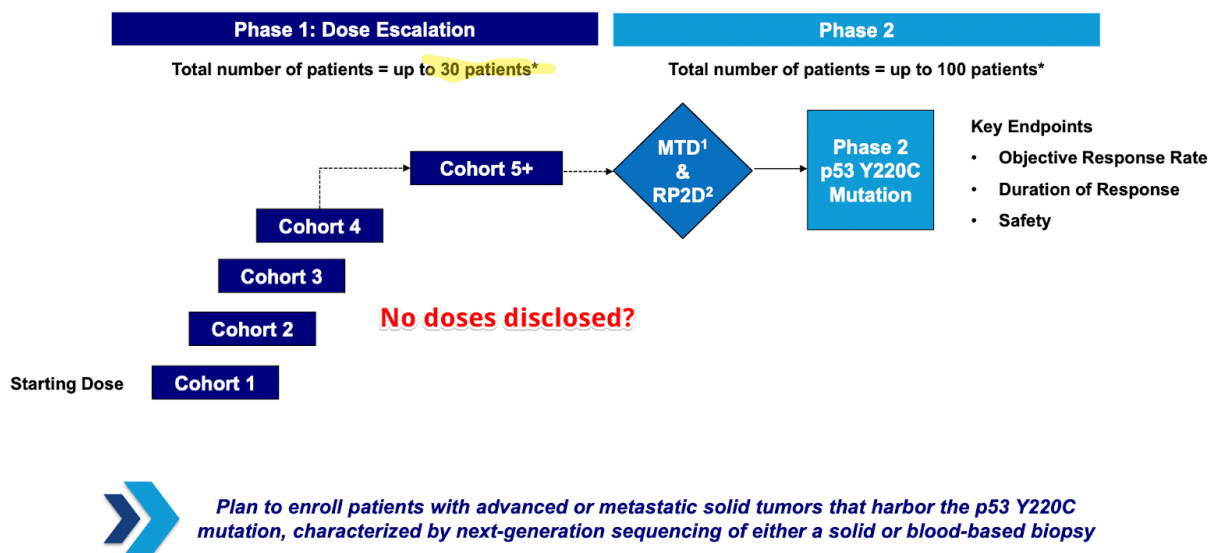 Phase 1: Dose Escalation
Phase 2
Total number of patients = up to 30 patients*
Total number of patients = up to 100 patients*
Cohort 5+
MTD¹
&
RP2D²
Phase 2
p53 Y220C
Mutation
Key Endpoints
• Objective Response Rate
• Duration of Response
• Safety
Cohort 4
Cohort 3
Cohort 2
No doses disclosed?
Starting Dose
Cohort 1
Plan to enroll patients with advanced or metastatic solid tumors that harbor the p53 Y220C
mutation, characterized by next-generation sequencing of either a solid or blood-based biopsy